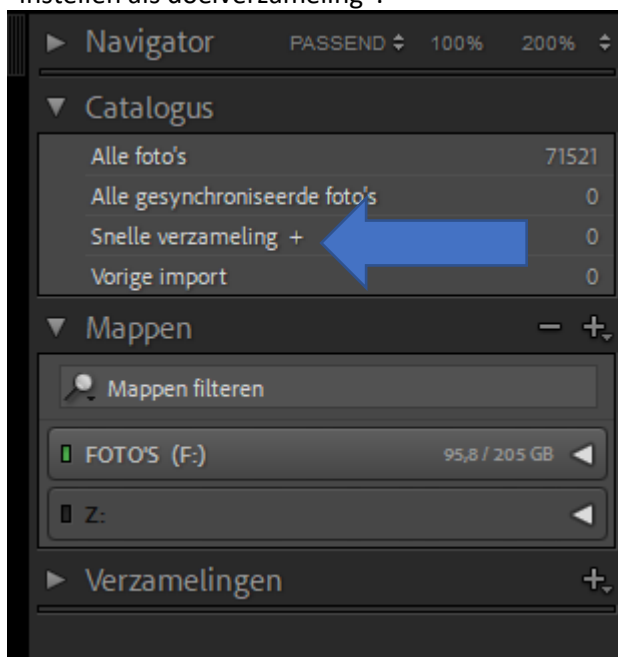 instellen als doelverzameling".
Navigator PASSEND 100% 200%
Catalogus
Alle foto's 71521
Alle gesynchroniseerde foto's 0
Snelle verzameling + 0
Vorige import 0
Mappen
Mappen filteren
FOTO'S (F:) 95,8 / 205 GB
Z:
Verzamelingen